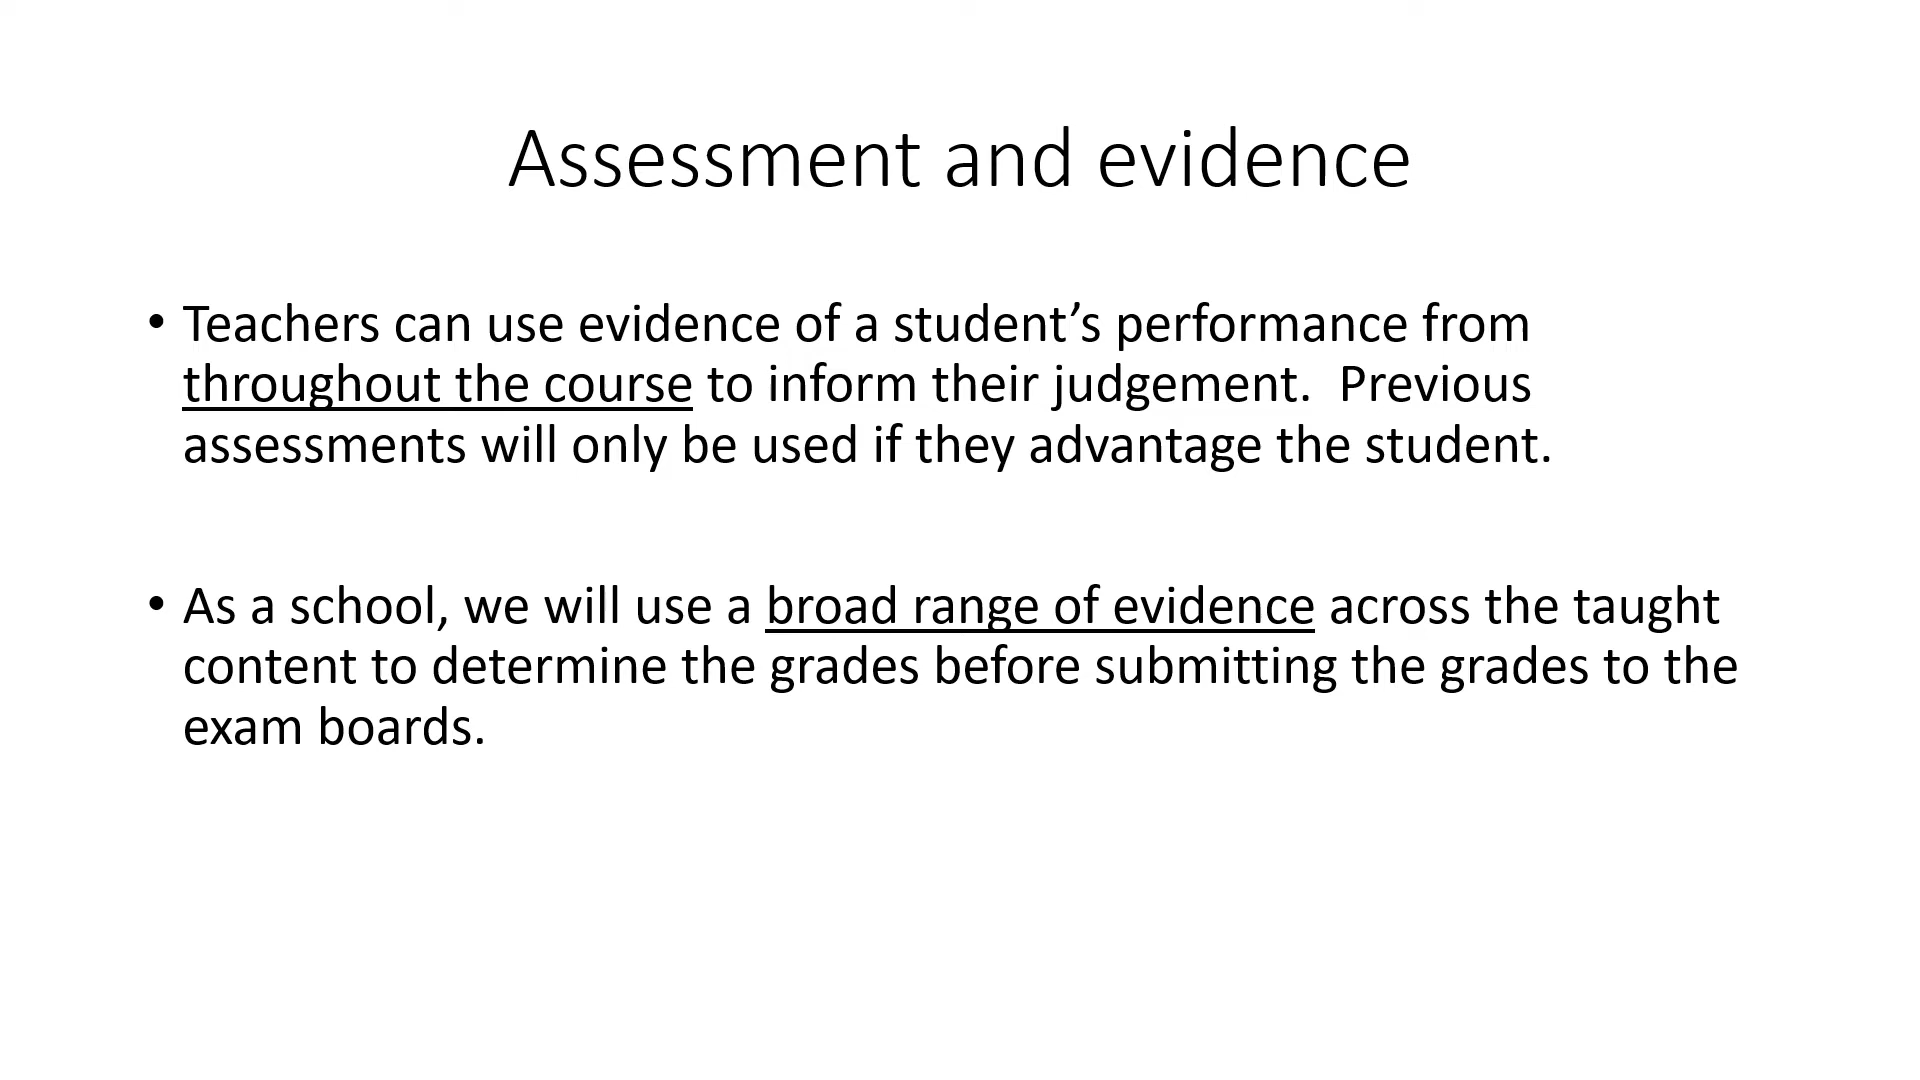 Assessment and evidence
• Teachers can use evidence of a student’s performance from
throughout the course to inform their judgement.  Previous
assessments will only be used if they advantage the student.
• As a school, we will use a broad range of evidence across the taught
content to determine the grades before submitting the grades to the
exam boards.